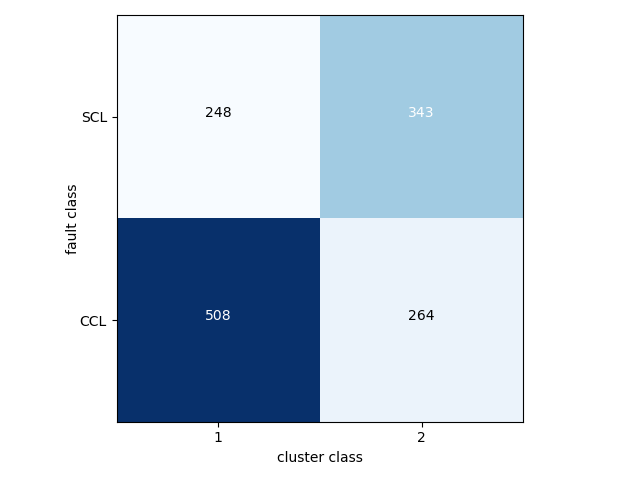 SCL
248
343
fault class
CCL
508
264
1
2
cluster class